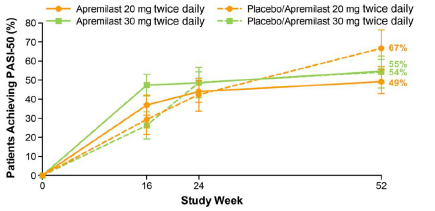 Apremilast 20 mg twice daily
Placebo/Apremilast 20 mg twice daily
Apremilast 30 mg twice daily
Placebo/Apremilast 30 mg twice daily
Patients Achieving PASI-50 (%)
80
70
60
50
40
30
20
10
0
67%
55%
54%
49%
0
16
24
52
Study Week